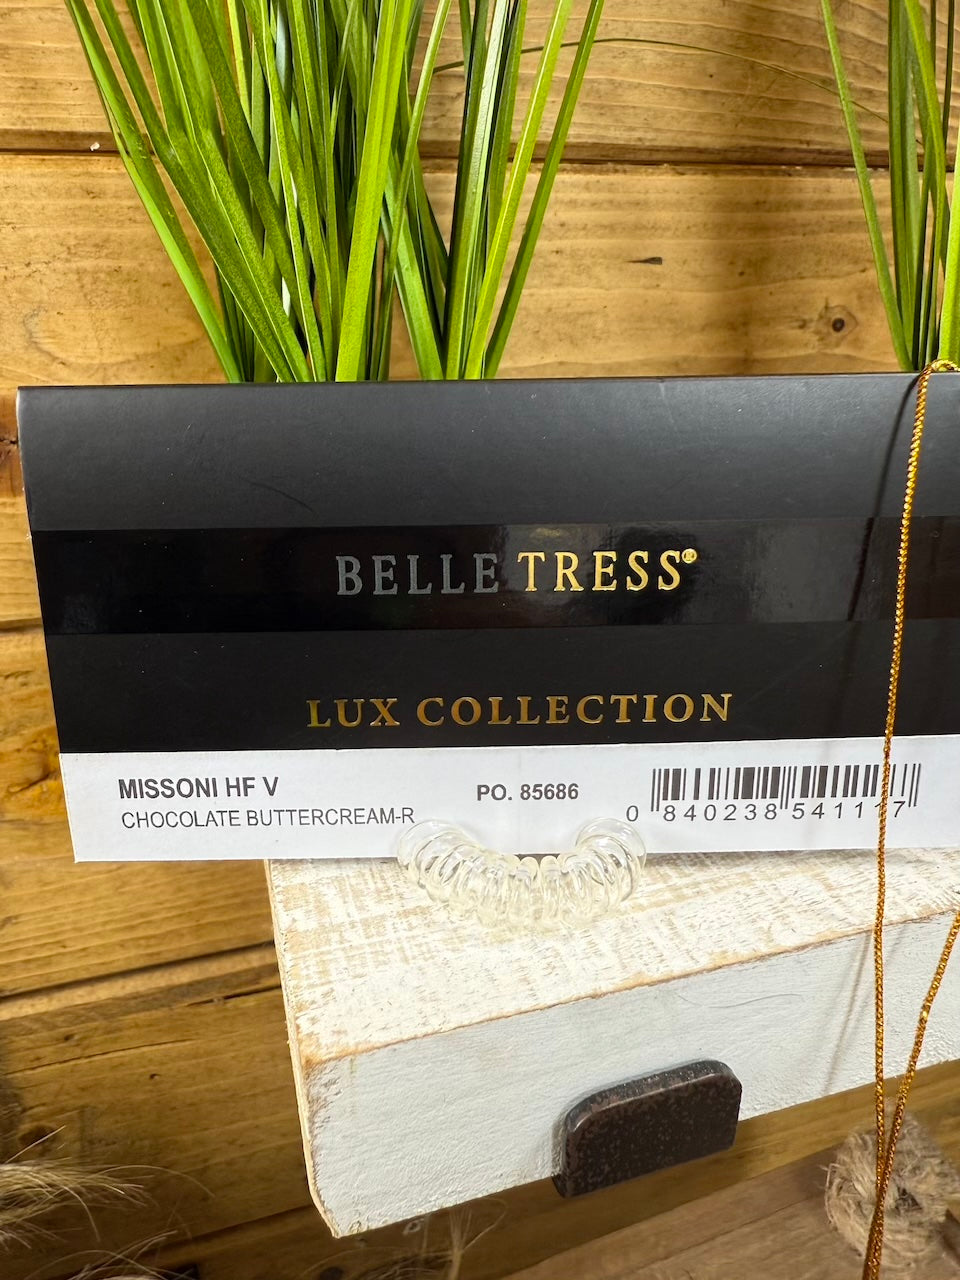 BELLE TRESS®
LUX COLLECTION
MISSONI HF V
CHOCOLATE BUTTERCREAM-R
PO. 85686
0 840238 541117